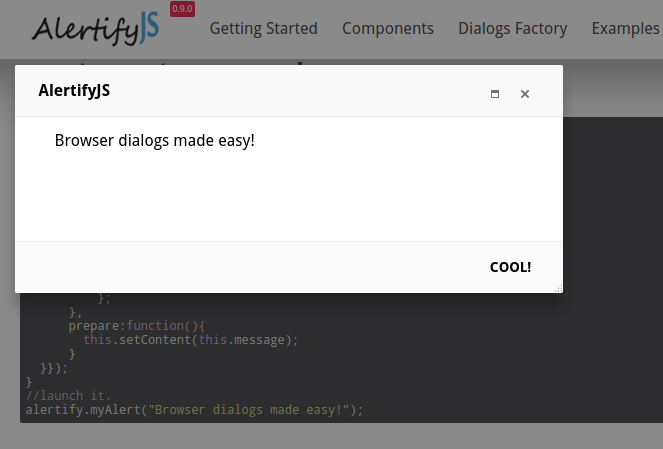 AlertifyJS
0.9.0
Getting Started
Components
Dialogs Factory
Examples
AlertifyJS
Browser dialogs made easy!
COOL!
};
},
prepare:function(){
this.setContent(this.message);
}
}});
}
//launch it.
alertify.myAlert("Browser dialogs made easy!");